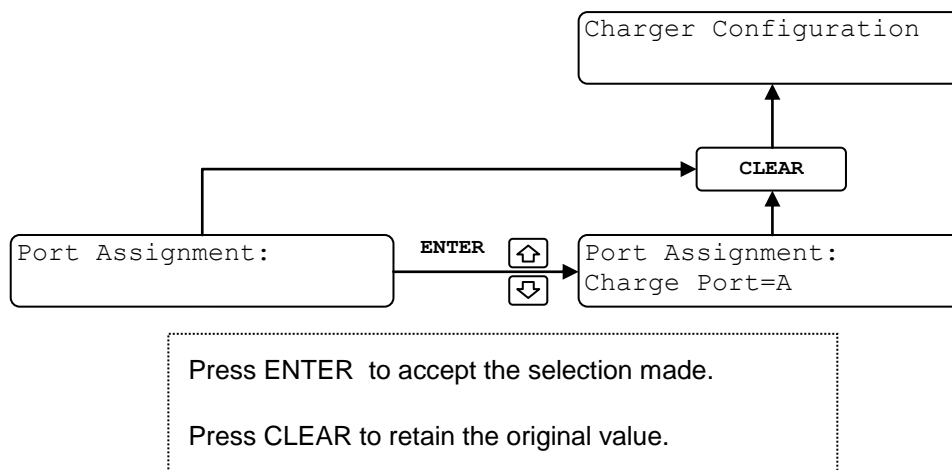 Charger Configuration
CLEAR
Port Assignment:
ENTER
Port Assignment:
Charge Port=A
Press ENTER to accept the selection made.
Press CLEAR to retain the original value.